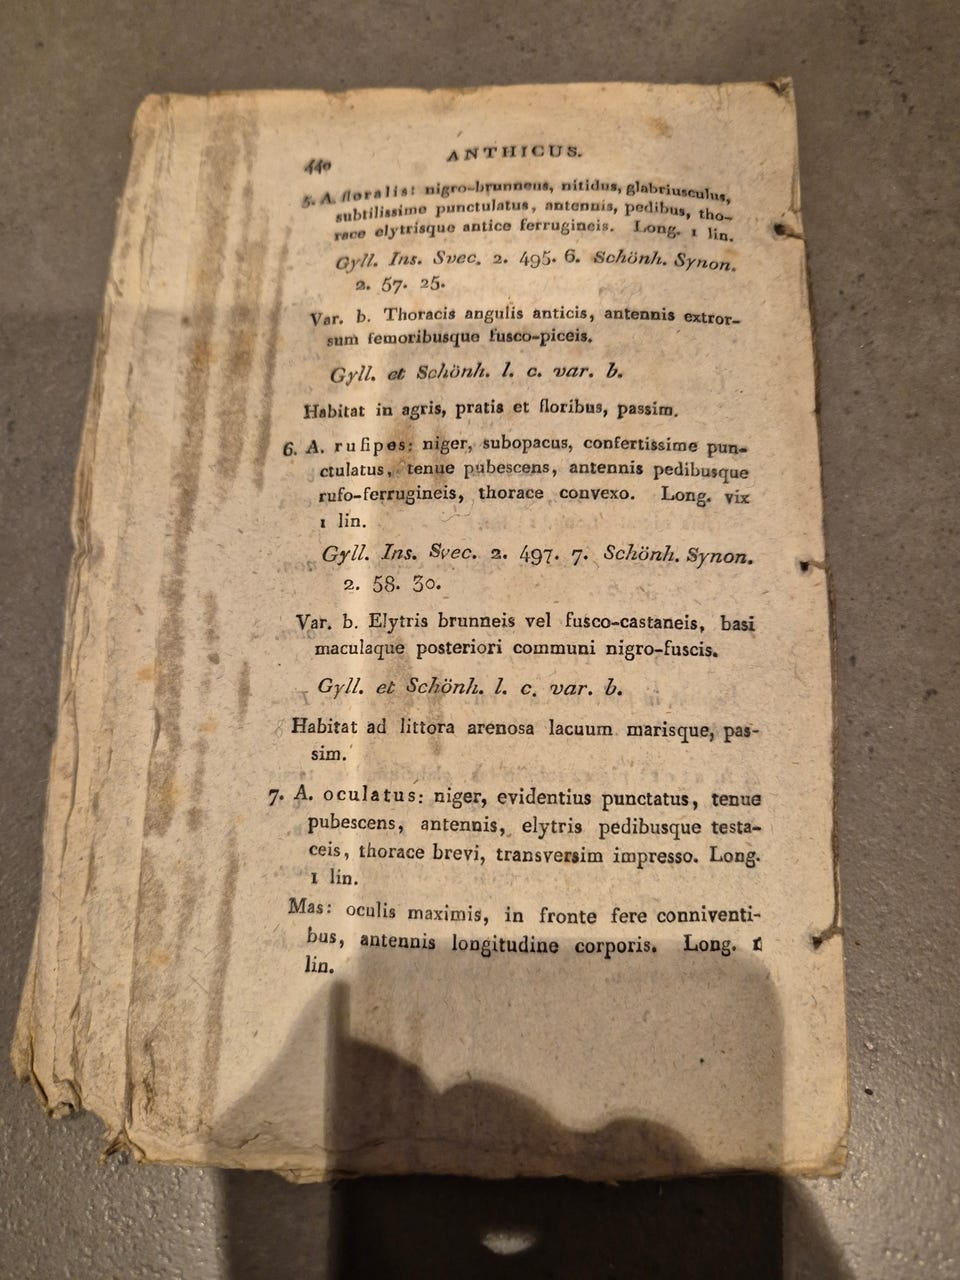 440
ANTHICUS.
5. A. floralis: nigro-brunneus, nitidus, glabriusculus,
subtilissime punctulatus, antennis, pedibus, tho-
race elytrisque antice ferrugineis. Long. 1 lin.
Gyll. Ins. Svec. 2. 495. 6. Schönh. Synon.
2. 57. 25.
Var. b. Thoracis angulis anticis, antennis extror-
sum femoribusque fusco-piceis.
Gyll. et Schönh. l. c. var. b.
Habitat in agris, pratis et floribus, passim.
6. A. rufipes: niger, subopacus, confertissime pun-
ctulatus, tenue pubescens, antennis pedibusque
rufo-ferrugineis, thorace convexo. Long. vix
1 lin.
Gyll. Ins. Svec. 2. 497. 7. Schönh. Synon.
2. 58. 30.
Var. b. Elytris brunneis vel fusco-castaneis, basi
maculaque posteriori communi nigro-fuscis.
Gyll. et Schönh. l. c. var. b.
Habitat ad littora arenosa lacuum marisque, pas-
sim.
7. A. oculatus: niger, evidentius punctatus, tenue
pubescens, antennis, elytris pedibusque testa-
ceis, thorace brevi, transversim impresso. Long.
1 lin.
Mas: oculis maximis, in fronte fere conniventi-
bus, antennis longitudine corporis. Long. 1
lin.